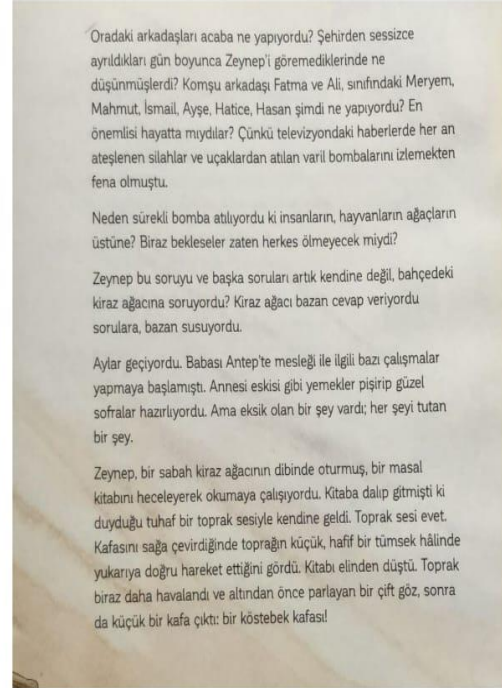 Oradaki arkadaşları acaba ne yapıyordu? Şehirden sessizce
ayrıldıkları gün boyunca Zeynep'i göremediklerinde ne
düşünmüşlerdi? Komşu arkadaşı Fatma ve Ali, sınıfındaki Meryem,
Mahmut, İsmail, Ayşe, Hatice, Hasan şimdi ne yapıyordu? En
önemlisi hayatta mıydılar? Çünkü televizyondaki haberlerde her an
ateşlenen silahlar ve uçaklardan atılan varil bombalarını izlemekten
fena olmuştu.
Neden sürekli bomba atılıyordu ki insanların, hayvanların ağaçların
üstüne? Biraz bekleseler zaten herkes ölmeyecek miydi?
Zeynep bu soruyu ve başka soruları artık kendine değil, bahçedeki
kiraz ağacına soruyordu? Kiraz ağacı bazan cevap veriyordu
sorulara, bazan susuyordu.
Aylar geçiyordu. Babası Antep'te mesleği ile ilgili bazı çalışmalar
yapmaya başlamıştı. Annesi eskisi gibi yemekler pişirip güzel
sofralar hazırlıyordu. Ama eksik olan bir şey vardı; her şeyi tutan
bir şey.
Zeynep, bir sabah kiraz ağacının dibinde oturmuş, bir masal
kitabını heceleyerek okumaya çalışıyordu. Kitaba dalıp gitmişti ki
duyduğu tuhaf bir toprak sesiyle kendine geldi. Toprak sesi evet.
Kafasını sağa çevirdiğinde toprağın küçük, hafif bir tümsek hâlinde
yukarıya doğru hareket ettiğini gördü. Kitabı elinden düştü. Toprak
biraz daha havalandı ve altından önce parlayan bir çift göz, sonra
da küçük bir kafa çıktı: bir köstebek kafası!